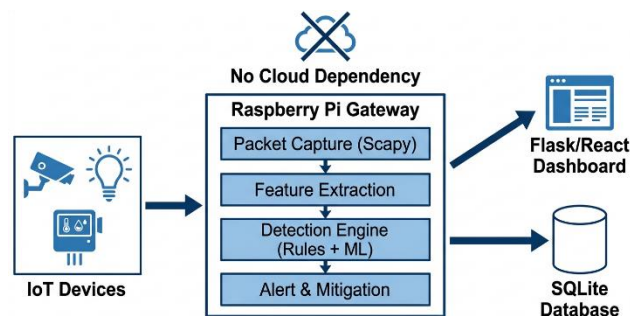 No Cloud Dependency
Raspberry Pi Gateway
Packet Capture (Scapy)
Feature Extraction
Detection Engine
(Rules + ML)
Alert & Mitigation
IoT Devices
Flask/React
Dashboard
SQLite
Database